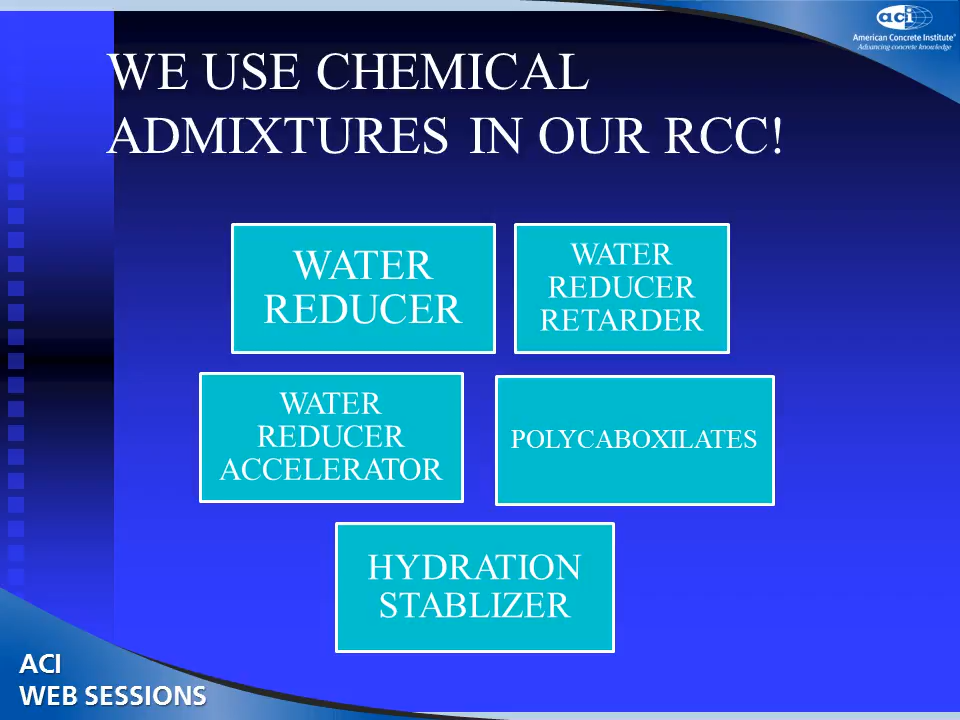 aci
American Concrete Institute®
Advancing concrete knowledge
WE USE CHEMICAL
ADMIXTURES IN OUR RCC!
WATER
REDUCER
WATER
REDUCER
RETARDER
WATER
REDUCER
ACCELERATOR
POLYCABOXILATES
HYDRATION
STABLIZER
ACI
WEB SESSIONS